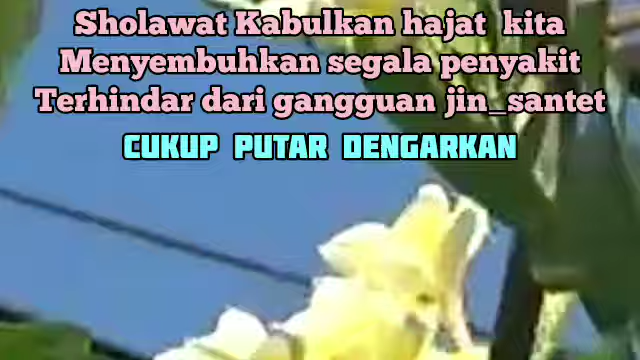 Sholawat Kabulkan hajat kita
Menyembuhkan segala penyakit
Terhindar dari gangguan jin_santet
CUKUP PUTAR DENGARKAN